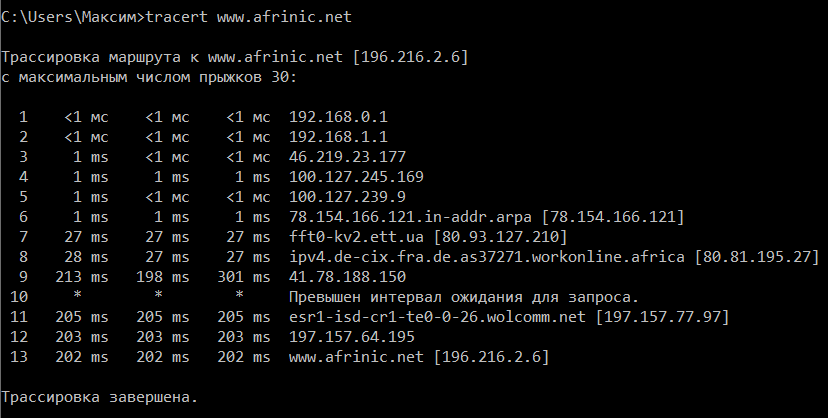 C:\Users\Максим>tracert www.afrinic.net
Трассировка маршрута к www.afrinic.net [196.216.2.6]
с максимальным числом прыжков 30:
1 <1 мс <1 мс <1 мс 192.168.0.1
2 <1 мс <1 мс <1 мс 192.168.1.1
3 1 ms <1 мс <1 мс 46.219.23.177
4 1 ms 1 ms 1 ms 100.127.245.169
5 1 ms <1 мс <1 мс 100.127.239.9
6 1 ms 1 ms 1 ms 78.154.166.121.in-addr.arpa [78.154.166.121]
7 27 ms 27 ms 27 ms fft0-kv2.ett.ua [80.93.127.210]
8 28 ms 27 ms 27 ms ipv4.de-cix.fra.de.as37271.workonline.africa [80.81.195.27]
9 213 ms 198 ms 301 ms 41.78.188.150
10 * * * Превышен интервал ожидания для запроса.
11 205 ms 205 ms 205 ms esr1-isd-cr1-te0-0-26.wolcomm.net [197.157.77.97]
12 203 ms 203 ms 203 ms 197.157.64.195
13 202 ms 202 ms 202 ms www.afrinic.net [196.216.2.6]
Трассировка завершена.